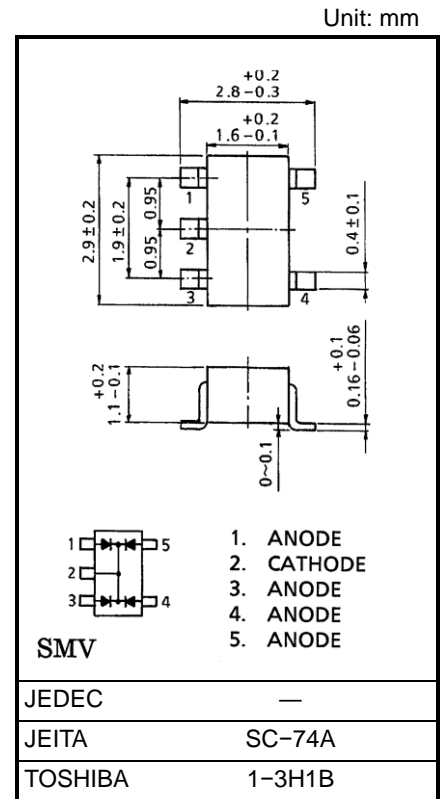 Unit: mm
+0.2
2.8−0.3
+0.2
1.6−0.1
2.9±0.2
1.9±0.2
0.95
0.95
1
2
3
5
4
0.4±0.1
+0.2
1.1−0.1
+0.1
0.16−0.06
0~0.1
1
2
3
5
4
SMV
1. ANODE
2. CATHODE
3. ANODE
4. ANODE
5. ANODE
JEDEC —
JEITA SC−74A
TOSHIBA 1−3H1B